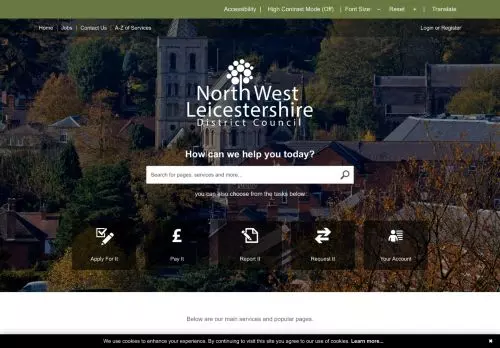 Accessibility | High Contrast Mode (Off) | Font Size: − Reset + | Translate
Home | Jobs | Contact Us | A-Z of Services Login or Register
North West
Leicestershire
District Council
How can we help you today?
Search for pages, services and more...
you can also choose from the tasks below
Apply For It Pay It Report It Request It Your Account
Below are our main services and popular pages.
We use cookies to enhance your experience. By continuing to visit this site you agree to our use of cookies. Learn more... ✖